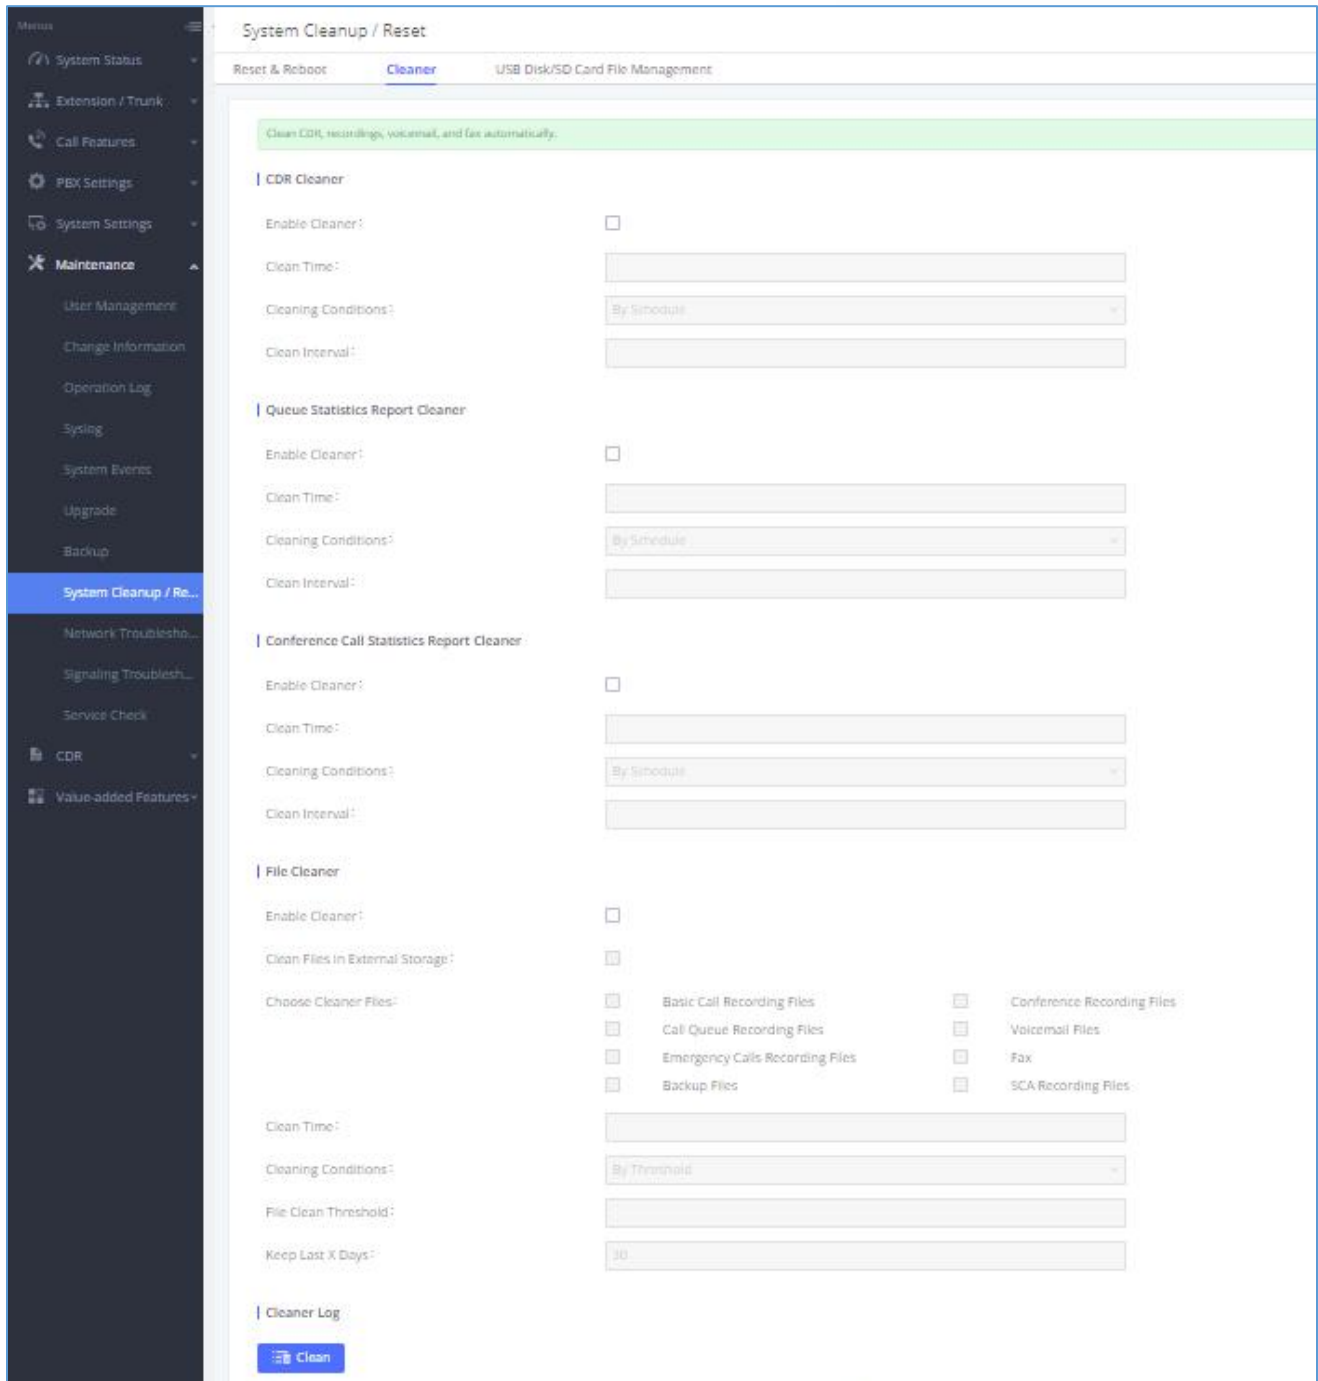 Menus
System Status
Extension / Trunk
Call Features
PBX Settings
System Settings
Maintenance
User Management
Change Information
Operation Log
Syslog
System Events
Upgrade
Backup
System Cleanup / Re...
Network Troublesho...
Signaling Troublesh...
Service Check
CDR
Value-added Features
System Cleanup / Reset
Reset & Reboot Cleaner USB Disk/SD Card File Management
Clean CDR, recordings, voicemail, and fax automatically.
CDR Cleaner
Enable Cleaner:
Clean Time:
Cleaning Conditions: By Schedule
Clean Interval:
Queue Statistics Report Cleaner
Enable Cleaner:
Clean Time:
Cleaning Conditions: By Schedule
Clean Interval:
Conference Call Statistics Report Cleaner
Enable Cleaner:
Clean Time:
Cleaning Conditions: By Schedule
Clean Interval:
File Cleaner
Enable Cleaner:
Clean Files in External Storage:
Choose Cleaner Files: Basic Call Recording Files Conference Recording Files
Call Queue Recording Files Voicemail Files
Emergency Calls Recording Files Fax
Backup Files SCA Recording Files
Clean Time:
Cleaning Conditions: By Threshold
File Clean Threshold:
Keep Last X Days: 30
Cleaner Log
Clean